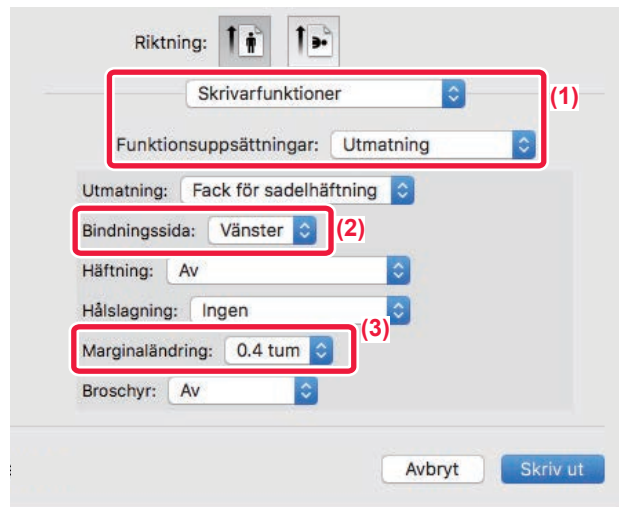 Riktning:
Skrivarfunktioner
(1)
Funktionsuppsättningar: Utmatning
Utmatning: Fack för sadelhäftning
Bindningssida: Vänster (2)
Häftning: Av
Hålslagning: Ingen
(3)
Marginaländring: 0.4 tum
Broschyr: Av
Avbryt Skriv ut